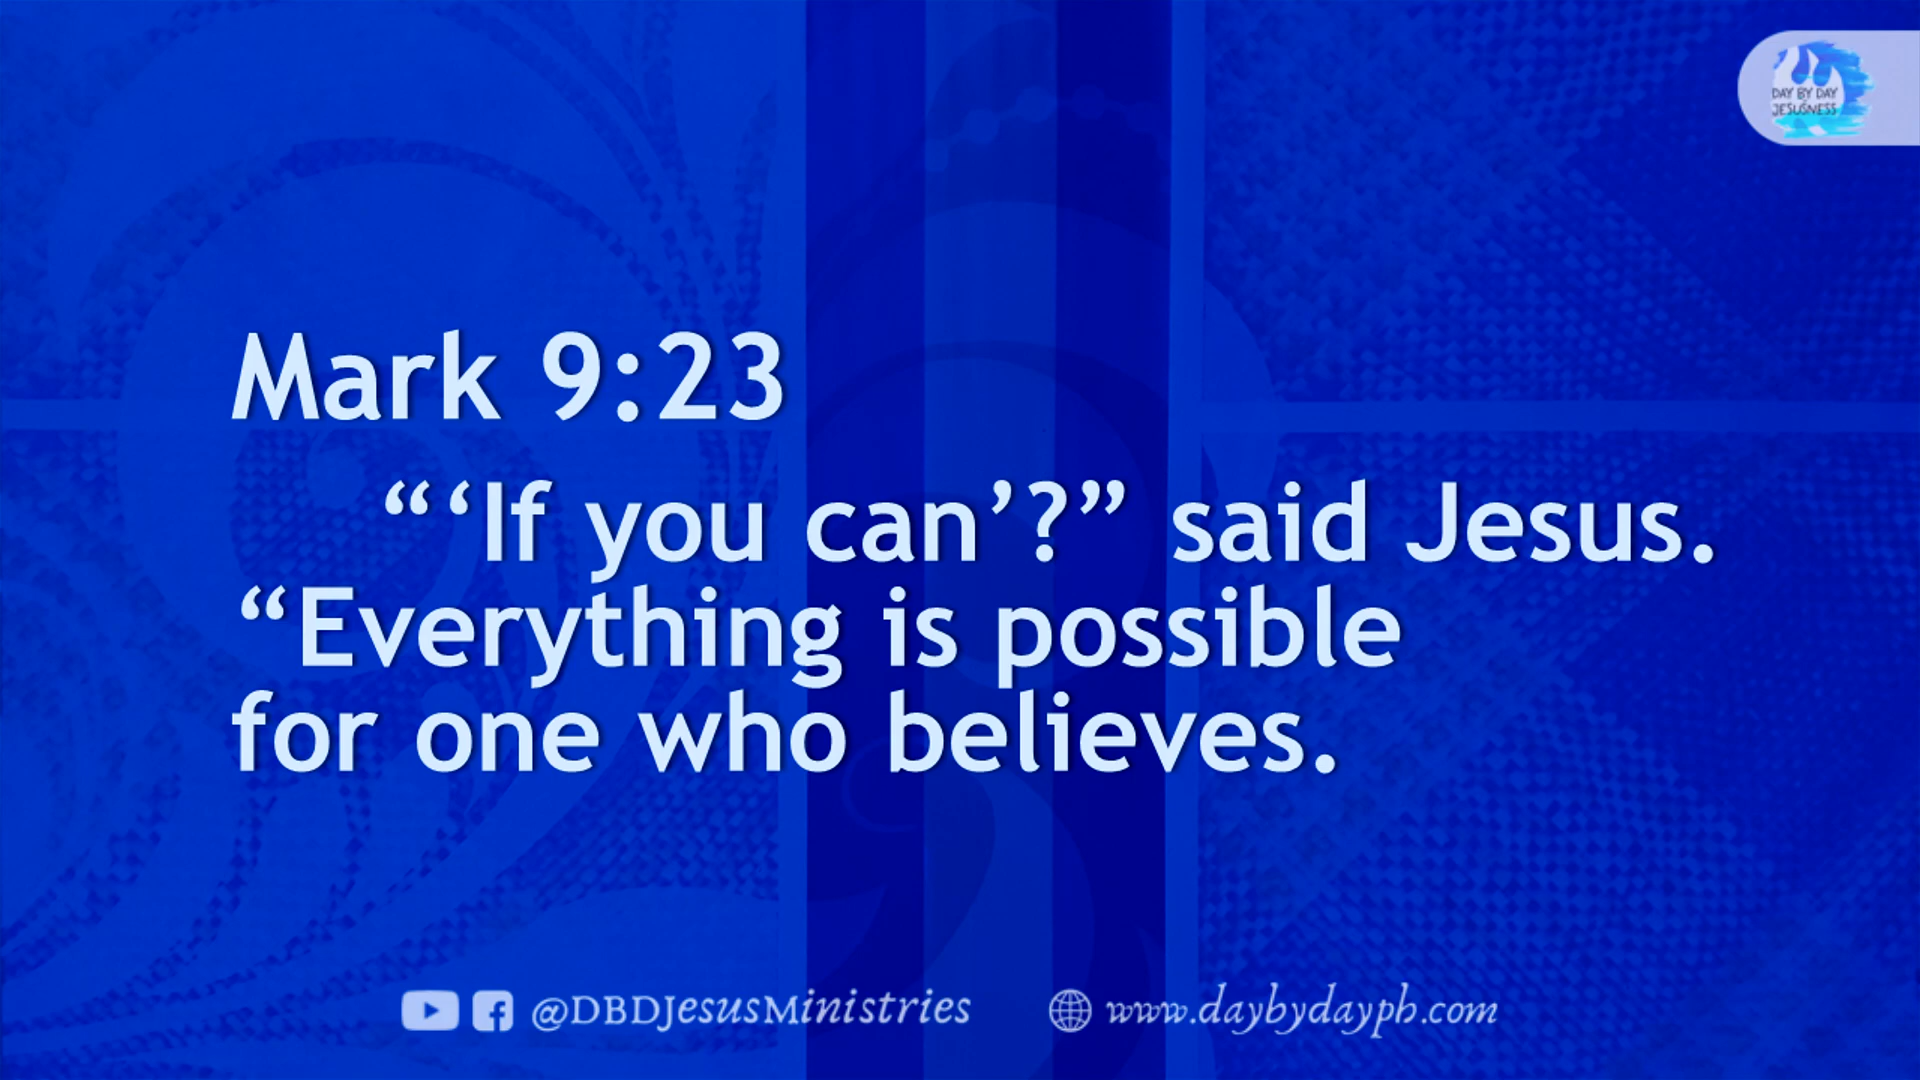 DAY BY DAY
JESUSNESS
Mark 9:23
“‘If you can’?” said Jesus.
“Everything is possible
for one who believes.
@DBDJesusMinistries
www.daybydayph.com